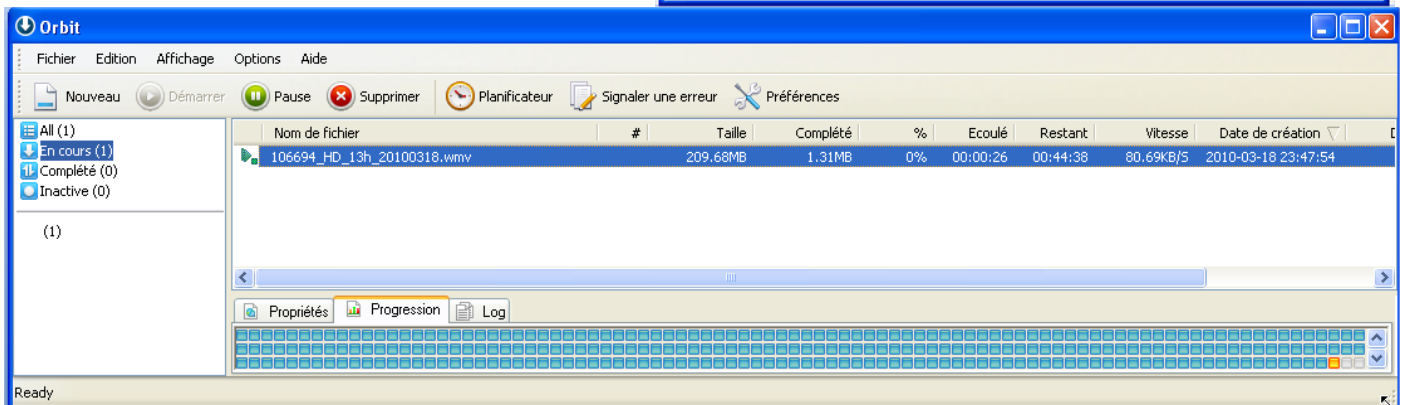 Orbit
Fichier Edition Affichage Options Aide
Nouveau Démarrer Pause Supprimer Planificateur Signaler une erreur Préférences
All (1)
En cours (1)
Complété (0)
Inactive (0)
(1)
Nom de fichier # Taille Complété % Ecoulé Restant Vitesse Date de création D
106694_HD_13h_20100318.wmv 209.68MB 1.31MB 0% 00:00:26 00:44:38 80.69KB/S 2010-03-18 23:47:54
Propriétés Progression Log
Ready